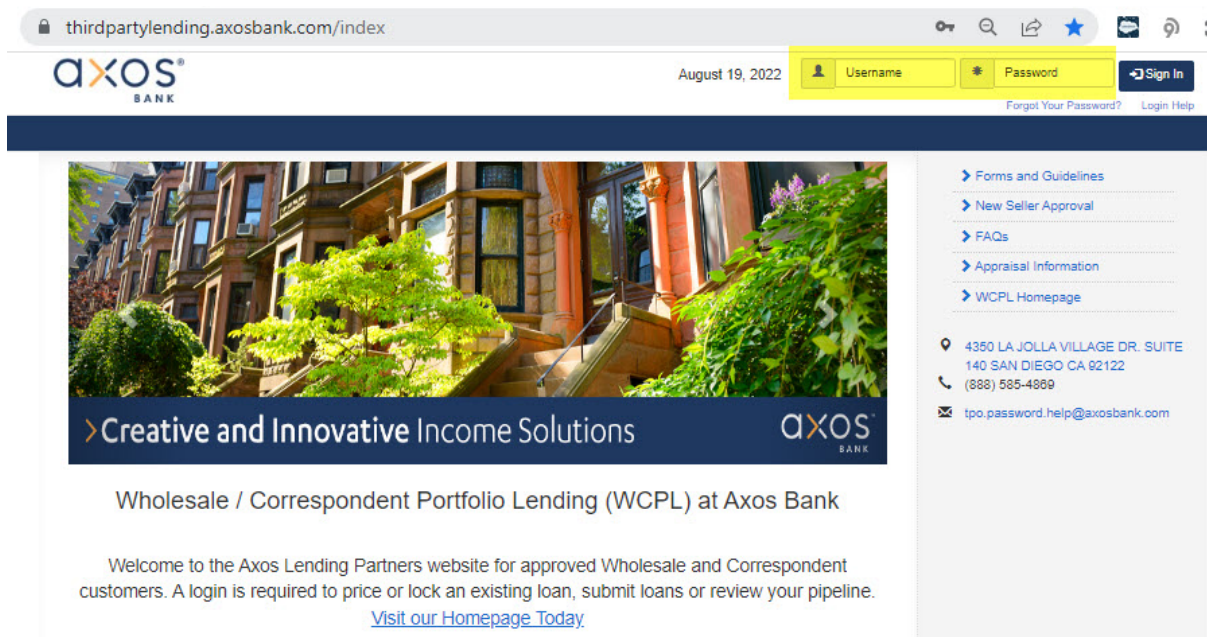 thirdpartylending.axosbank.com/index
axos®
BANK
August 19, 2022
Username
Password
Sign In
Forgot Your Password?
Login Help
Forms and Guidelines
New Seller Approval
FAQs
Appraisal Information
WCPL Homepage
4350 LA JOLLA VILLAGE DR. SUITE
140 SAN DIEGO CA 92122
(888) 585-4869
tpo.password.help@axosbank.com
>Creative and Innovative Income Solutions
axos
BANK
Wholesale / Correspondent Portfolio Lending (WCPL) at Axos Bank
Welcome to the Axos Lending Partners website for approved Wholesale and Correspondent
customers. A login is required to price or lock an existing loan, submit loans or review your pipeline.
Visit our Homepage Today